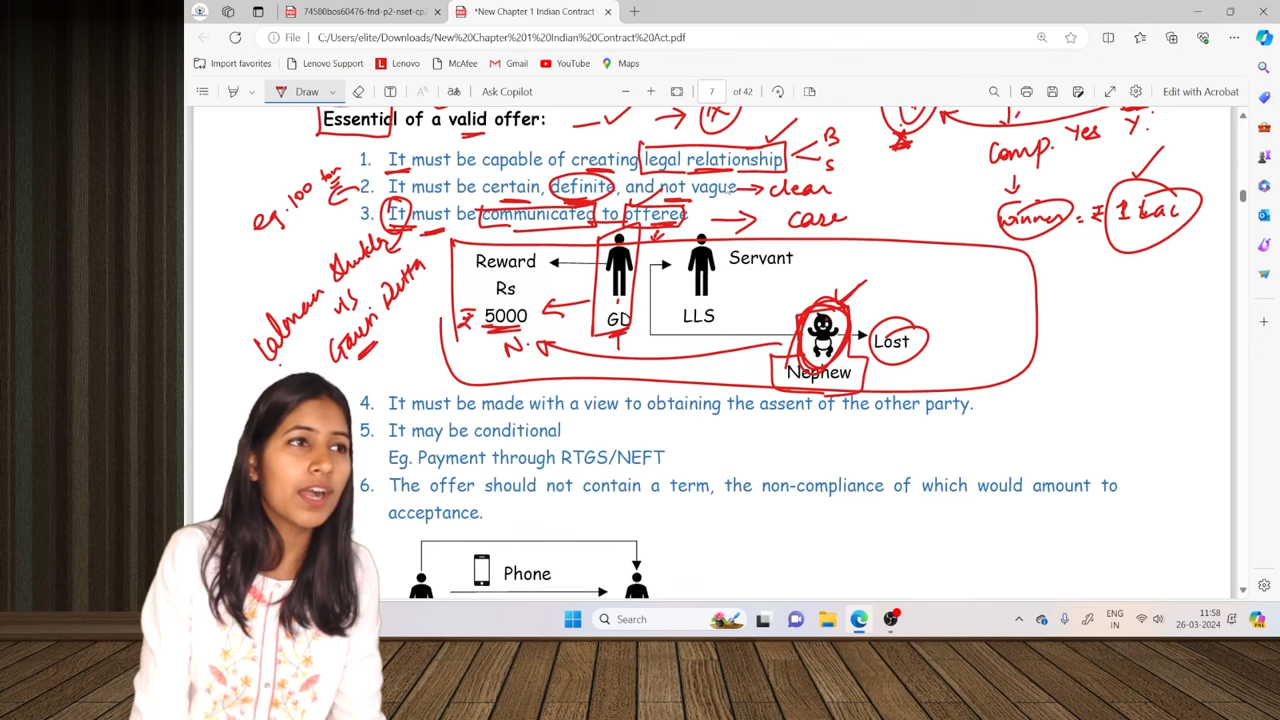 74580bos60476-fnd-p2-nset-cp2
*New Chapter 1 Indian Contract
File
C:/Users/elite/Downloads/New%20Chapter%201%20Indian%20Contract%20Act.pdf
Import favorites
Lenovo Support
Lenovo
McAfee
Gmail
YouTube
Maps
Draw
Ask Copilot
7 of 42
Edit with Acrobat
Essential of a valid offer:
1. It must be capable of creating legal relationship
B
S
2. It must be certain, definite, and not vague
clear
eg. 100
3. It must be communicated to offeree
case
Comp.
Yes
winner = ₹ 1 Lac
Lalman Shukla
vs
Gauri Dutta
Reward
Rs
₹ 5000
N.
GD
Servant
LLS
Nephew
Lost
4. It must be made with a view to obtaining the assent of the other party.
5. It may be conditional
Eg. Payment through RTGS/NEFT
6. The offer should not contain a term, the non-compliance of which would amount to
acceptance.
Phone
Search
ENG
IN
11:58
26-03-2024